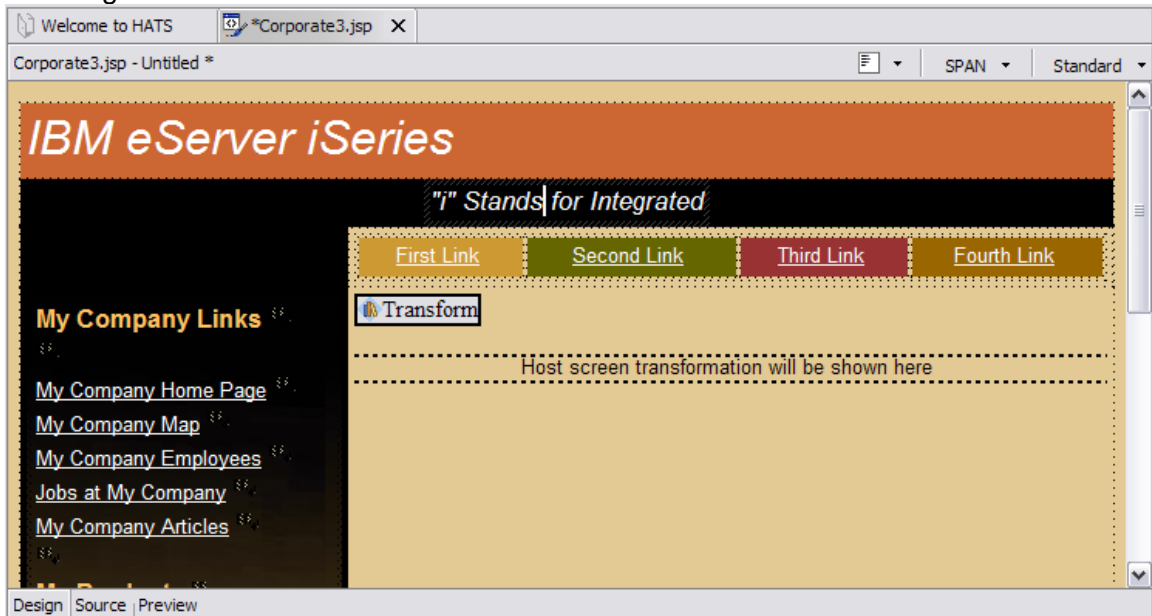 Welcome to HATS *Corporate3.jsp X
Corporate3.jsp - Untitled * SPAN Standard
IBM eServer iSeries
"i" Stands for Integrated
First Link Second Link Third Link Fourth Link
My Company Links
Transform
Host screen transformation will be shown here
My Company Home Page
My Company Map
My Company Employees
Jobs at My Company
My Company Articles
Design Source Preview